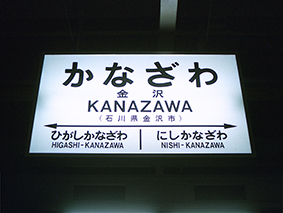 かなざわ
金沢
KANAZAWA
（石川県金沢市）
ひがしかなざわ にしかなざわ
HIGASHI-KANAZAWA NISHI-KANAZAWA